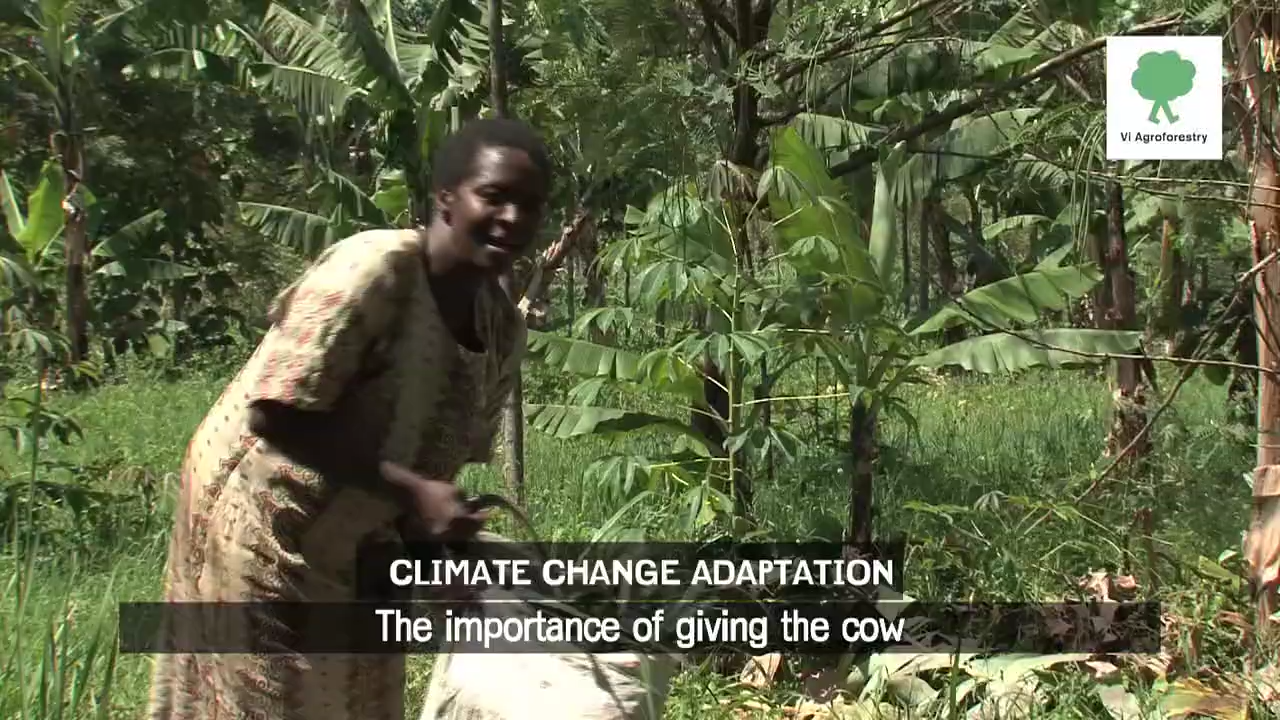 Vi Agroforestry
CLIMATE CHANGE ADAPTATION
The importance of giving the cow